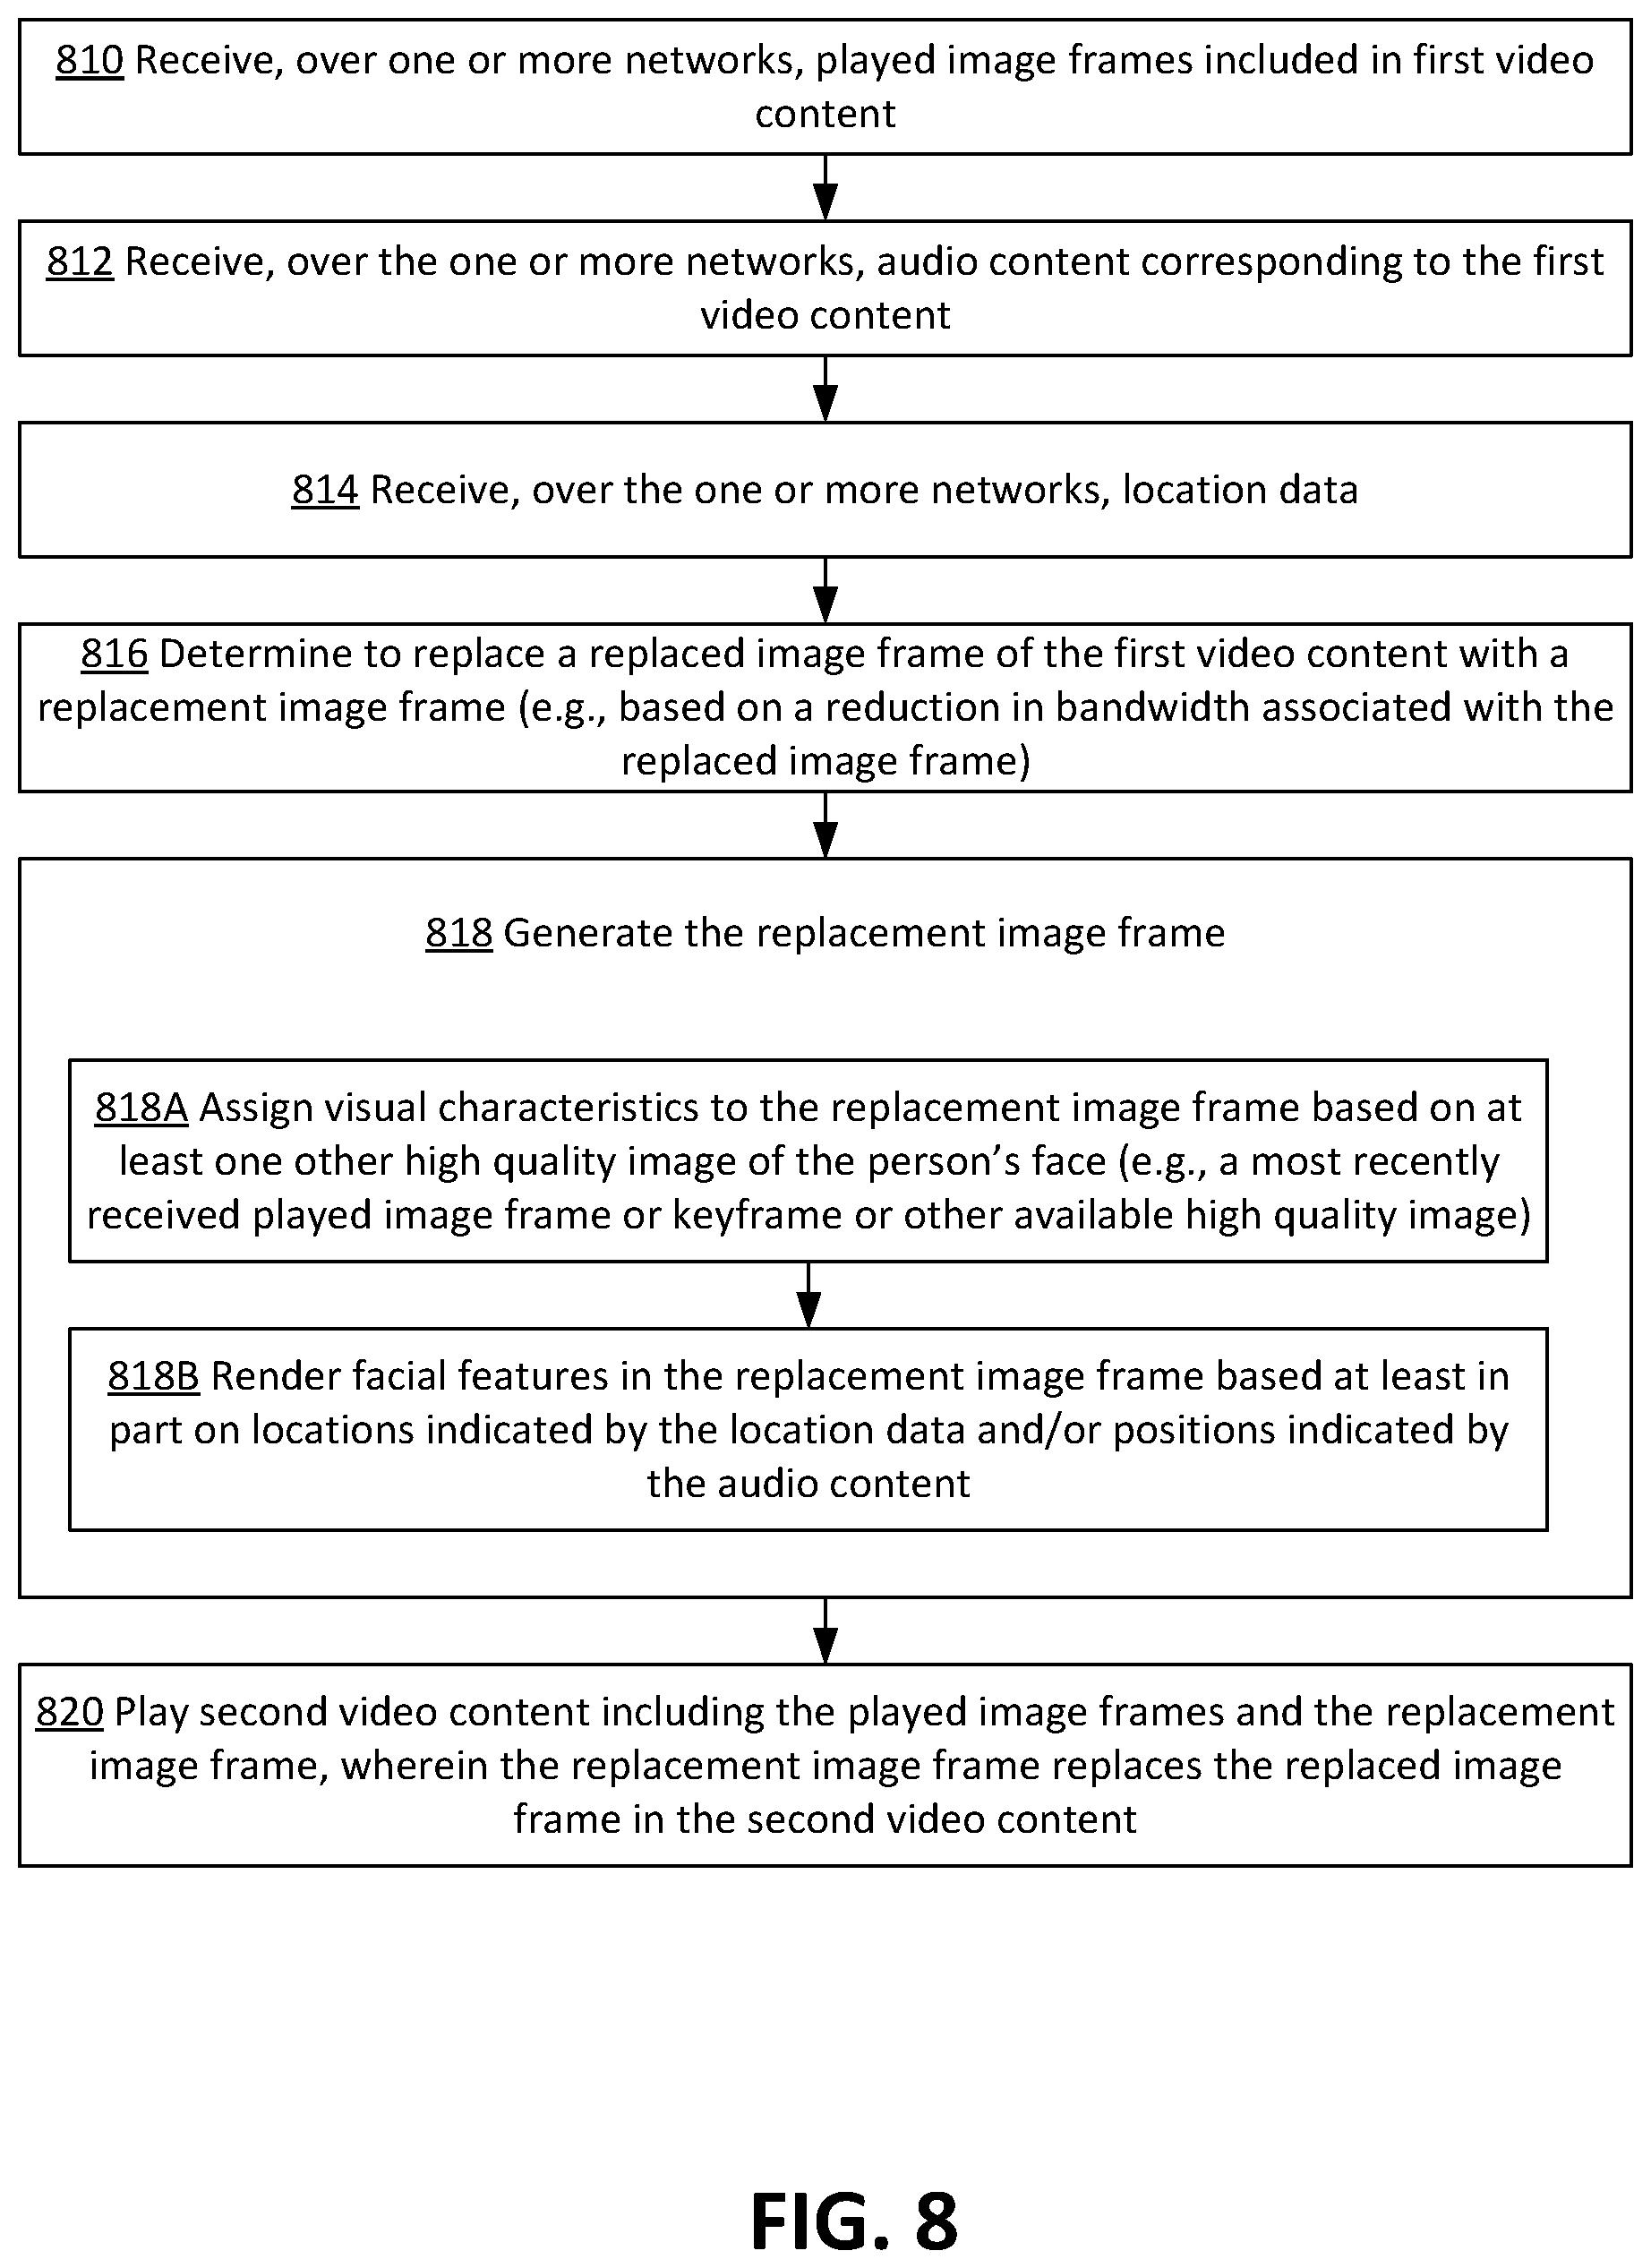 810 Receive, over one or more networks, played image frames included in first video
content
812 Receive, over the one or more networks, audio content corresponding to the first
video content
814 Receive, over the one or more networks, location data
816 Determine to replace a replaced image frame of the first video content with a
replacement image frame (e.g., based on a reduction in bandwidth associated with the
replaced image frame)
818 Generate the replacement image frame
818A Assign visual characteristics to the replacement image frame based on at
least one other high quality image of the person’s face (e.g., a most recently
received played image frame or keyframe or other available high quality image)
818B Render facial features in the replacement image frame based at least in
part on locations indicated by the location data and/or positions indicated by
the audio content
820 Play second video content including the played image frames and the replacement
image frame, wherein the replacement image frame replaces the replaced image
frame in the second video content
FIG. 8